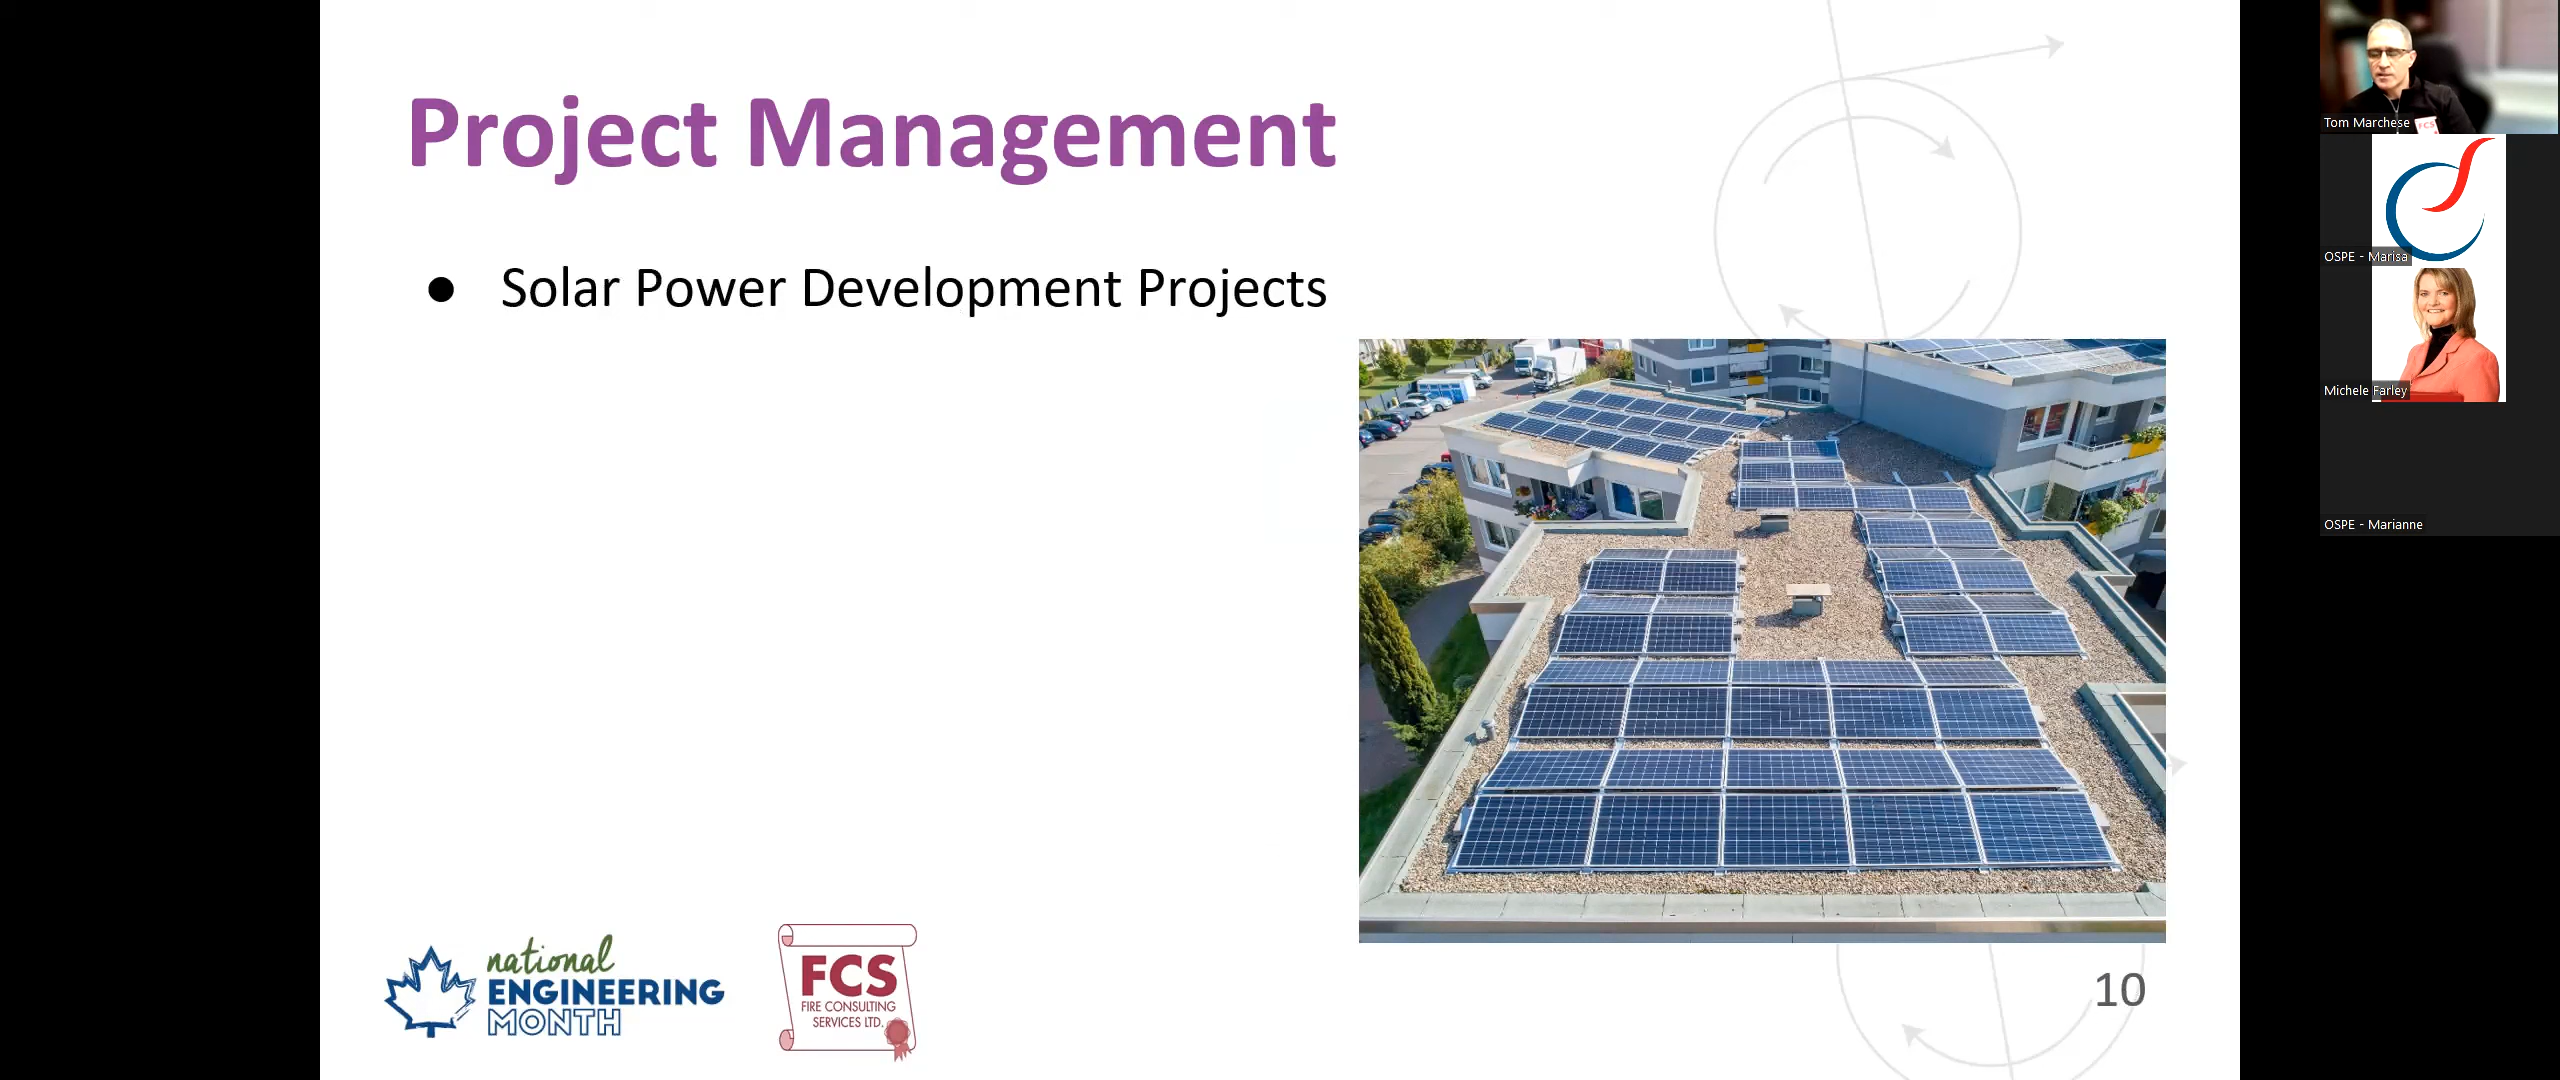 Project Management
● Solar Power Development Projects
national
ENGINEERING
MONTH
FCS
FIRE CONSULTING
SERVICES LTD.
10
Tom Marchese
FCS
OSPE - Marisa
Michele Farley
OSPE - Marianne